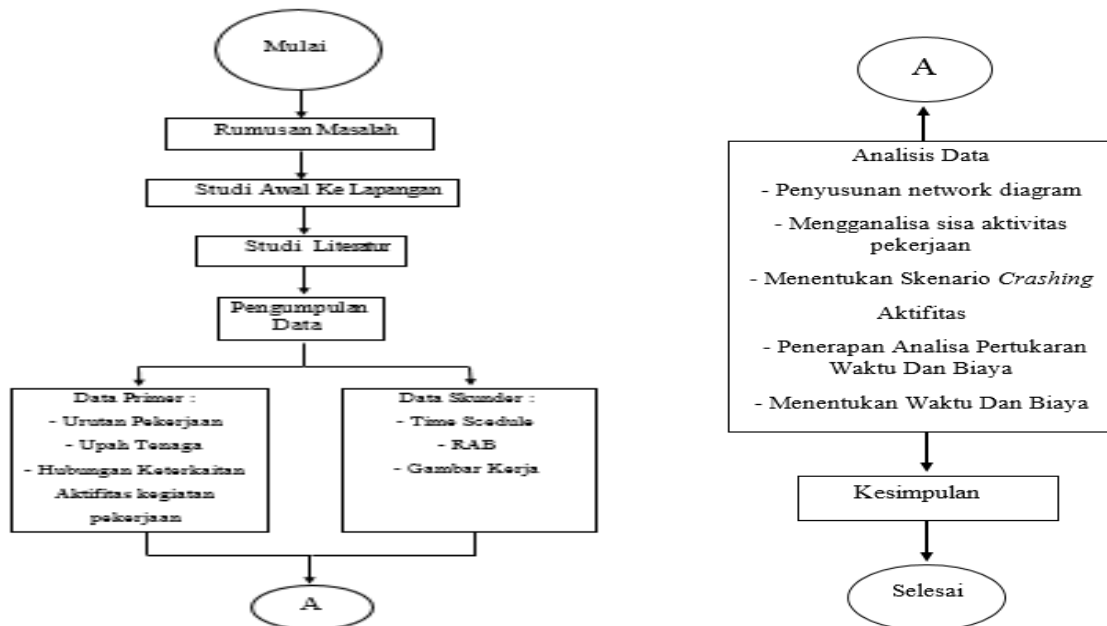 Mulai
Rumusan Masalah
Studi Awal Ke Lapangan
Studi Literatur
Pengumpulan
Data
Data Primer :
- Urutan Pekerjaan
- Upah Tenaga
- Hubungan Keterkaitan
Aktifitas kegiatan
pekerjaan
Data Skunder :
- Time Scedule
- RAB
- Gambar Kerja
A
A
Analisis Data
- Penyusunan network diagram
- Mengganalisa sisa aktivitas
pekerjaan
- Menentukan Skenario Crashing
Aktifitas
- Penerapan Analisa Pertukaran
Waktu Dan Biaya
- Menentukan Waktu Dan Biaya
Kesimpulan
Selesai